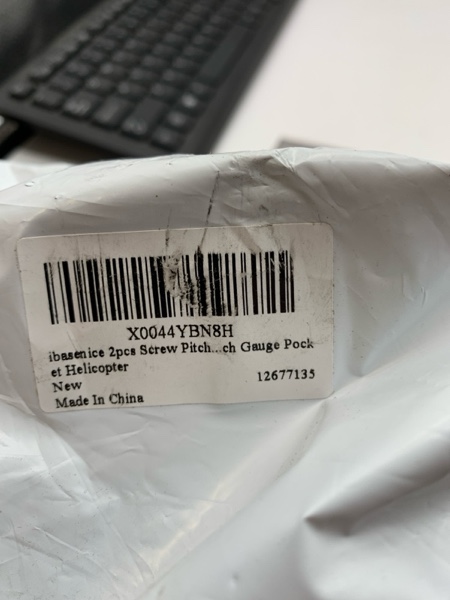 X0044YBN8H
ibasenice 2pcs Screw Pitch...ch Gauge Pock
et Helicopter
New
12677135
Made In China